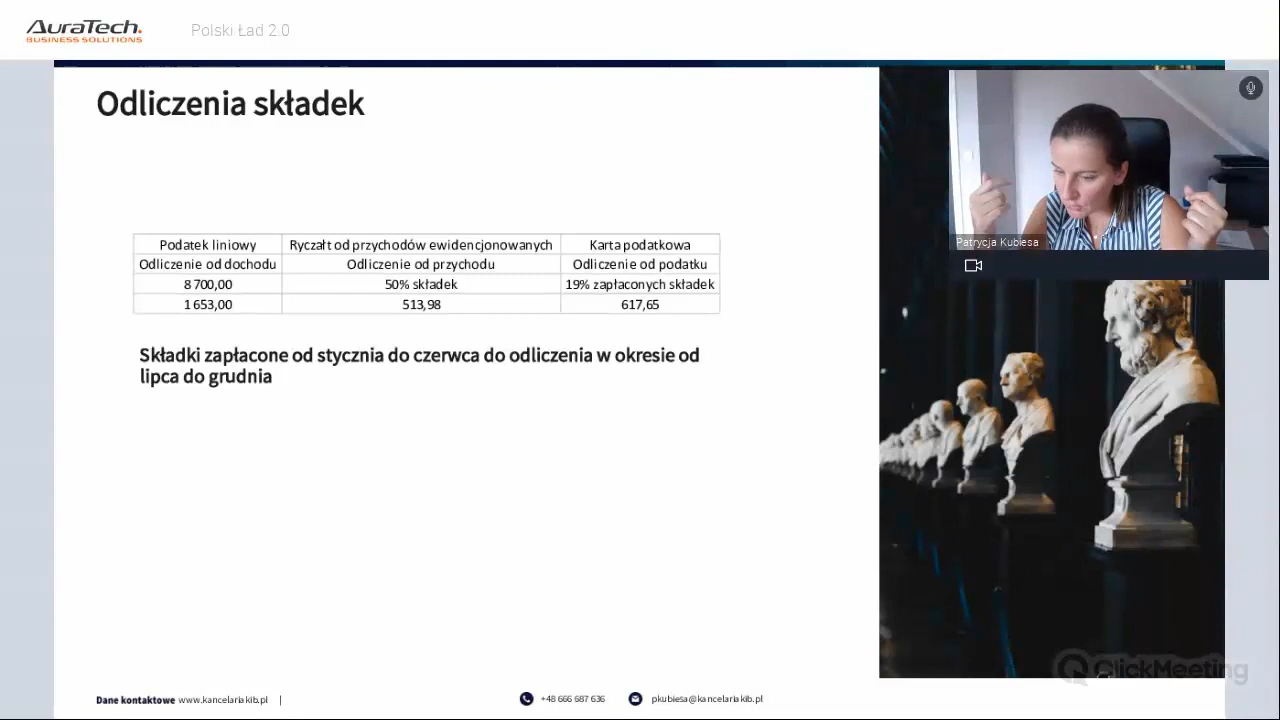 AuraTech.
BUSINESS SOLUTIONS
Polski Ład 2.0
Odliczenia składek
Patrycja Kubiesa
Podatek liniowy Ryczałt od przychodów ewidencjonowanych Karta podatkowa
Odliczenie od dochodu Odliczenie od przychodu Odliczenie od podatku
8 700,00 50% składek 19% zapłaconych składek
1 653,00 513,98 617,65
Składki zapłacone od stycznia do czerwca do odliczenia w okresie od
lipca do grudnia
ClickMeeting
Dane kontaktowe www.kancelariakib.pl | +48 666 687 636 pkubiesa@kancelariakib.pl